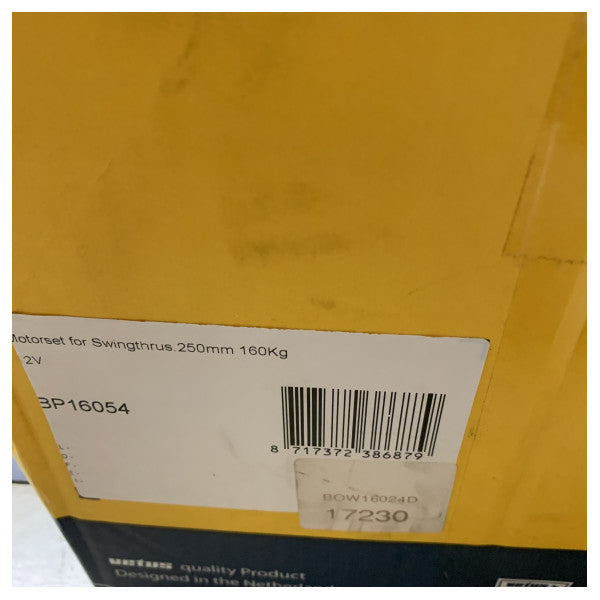 Motorset for Swingthrus.250mm 160Kg
2V
BP16054
8 717372 386879
BOW16024D
17230
vetus quality Product
Designed in the Netherlands
vetus